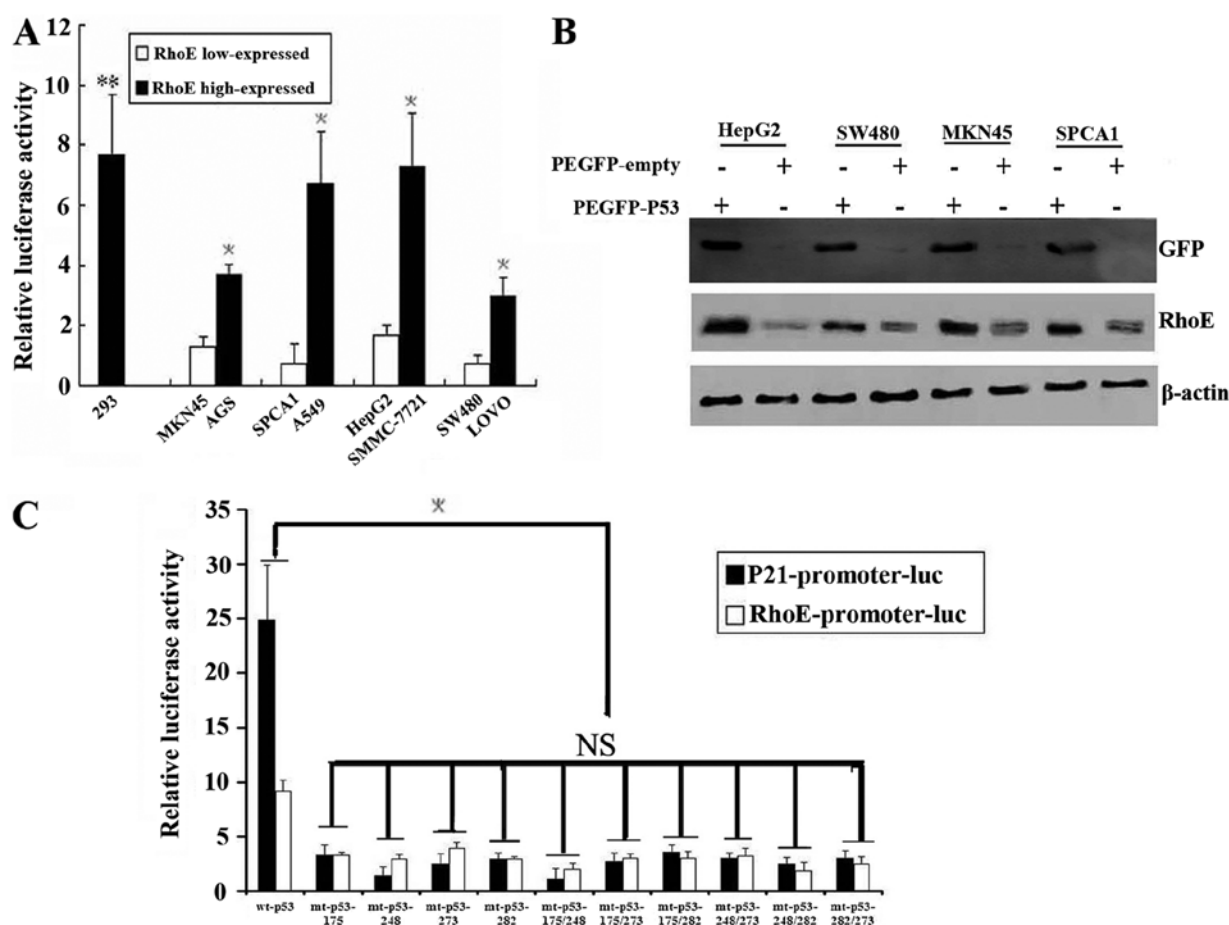 A
12
10
8
6
4
2
0
Relative luciferase activity
RhoE low-expressed
RhoE high-expressed
**
*
*
*
*
293
MKN45
AGS
SPCA1
A549
HepG2
SMMC-7721
SW480
LOVO
B
HepG2 SW480 MKN45 SPCA1
PEGFP-empty - + - + - + - +
PEGFP-P53 + - + - + - + -
GFP
RhoE
β-actin
C
35
30
25
20
15
10
5
0
Relative luciferase activity
*
NS
P21-promoter-luc
RhoE-promoter-luc
wt-p53
mt-p53-
175
mt-p53-
248
mt-p53-
273
mt-p53-
282
mt-p53-
175/248
mt-p53-
175/273
mt-p53-
175/282
mt-p53-
248/273
mt-p53-
248/282
mt-p53-
282/273